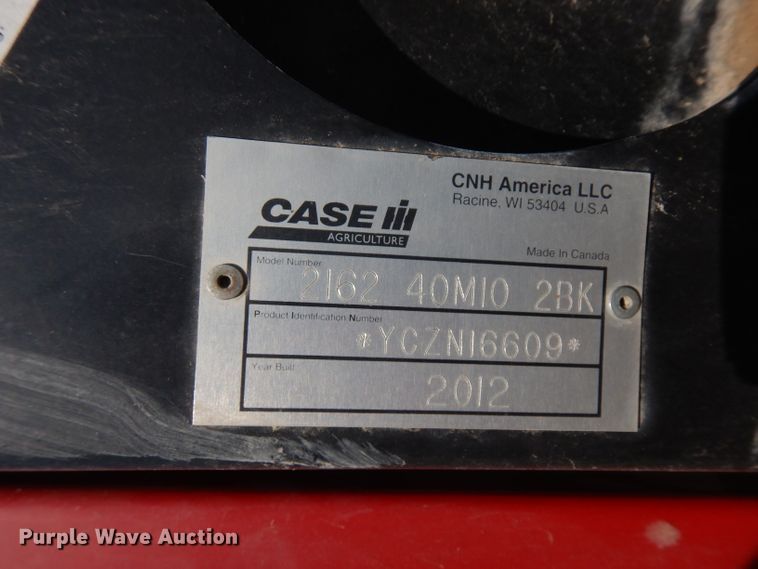 CNH America LLC
Racine, WI 53404 U.S.A
CASE IH
AGRICULTURE
Made In Canada
Model Number
2162 40M10 2BK
Product Identification Number
*YCZN16609*
Year Built
2012
Purple Wave Auction